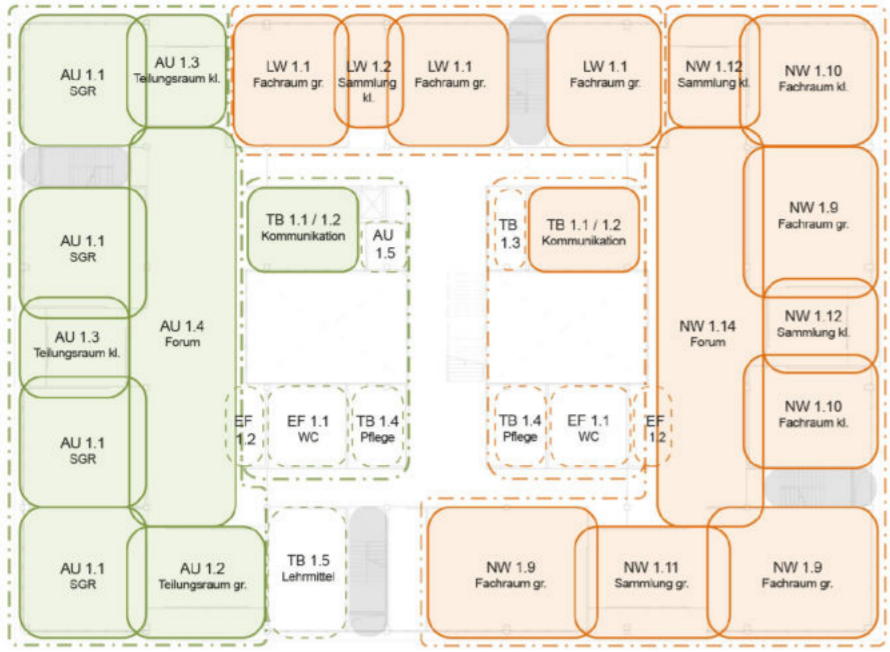 AU 1.1
SGR
AU 1.3
Teilungsraum kl.
LW 1.1
Fachraum gr.
LW 1.2
Sammlung
kl.
LW 1.1
Fachraum gr.
LW 1.1
Fachraum gr.
NW 1.12
Sammlung kl.
NW 1.10
Fachraum kl.
AU 1.1
SGR
TB 1.1 / 1.2
Kommunikation
AU
1.5
TB
1.3
TB 1.1 / 1.2
Kommunikation
NW 1.9
Fachraum gr.
AU 1.3
Teilungsraum kl.
AU 1.4
Forum
NW 1.14
Forum
NW 1.12
Sammlung kl.
AU 1.1
SGR
EF
1.2
EF 1.1
WC
TB 1.4
Pflege
TB 1.4
Pflege
EF 1.1
WC
EF
1.2
NW 1.10
Fachraum kl.
AU 1.1
SGR
AU 1.2
Teilungsraum gr.
TB 1.5
Lehrmittel
NW 1.9
Fachraum gr.
NW 1.11
Sammlung gr.
NW 1.9
Fachraum gr.